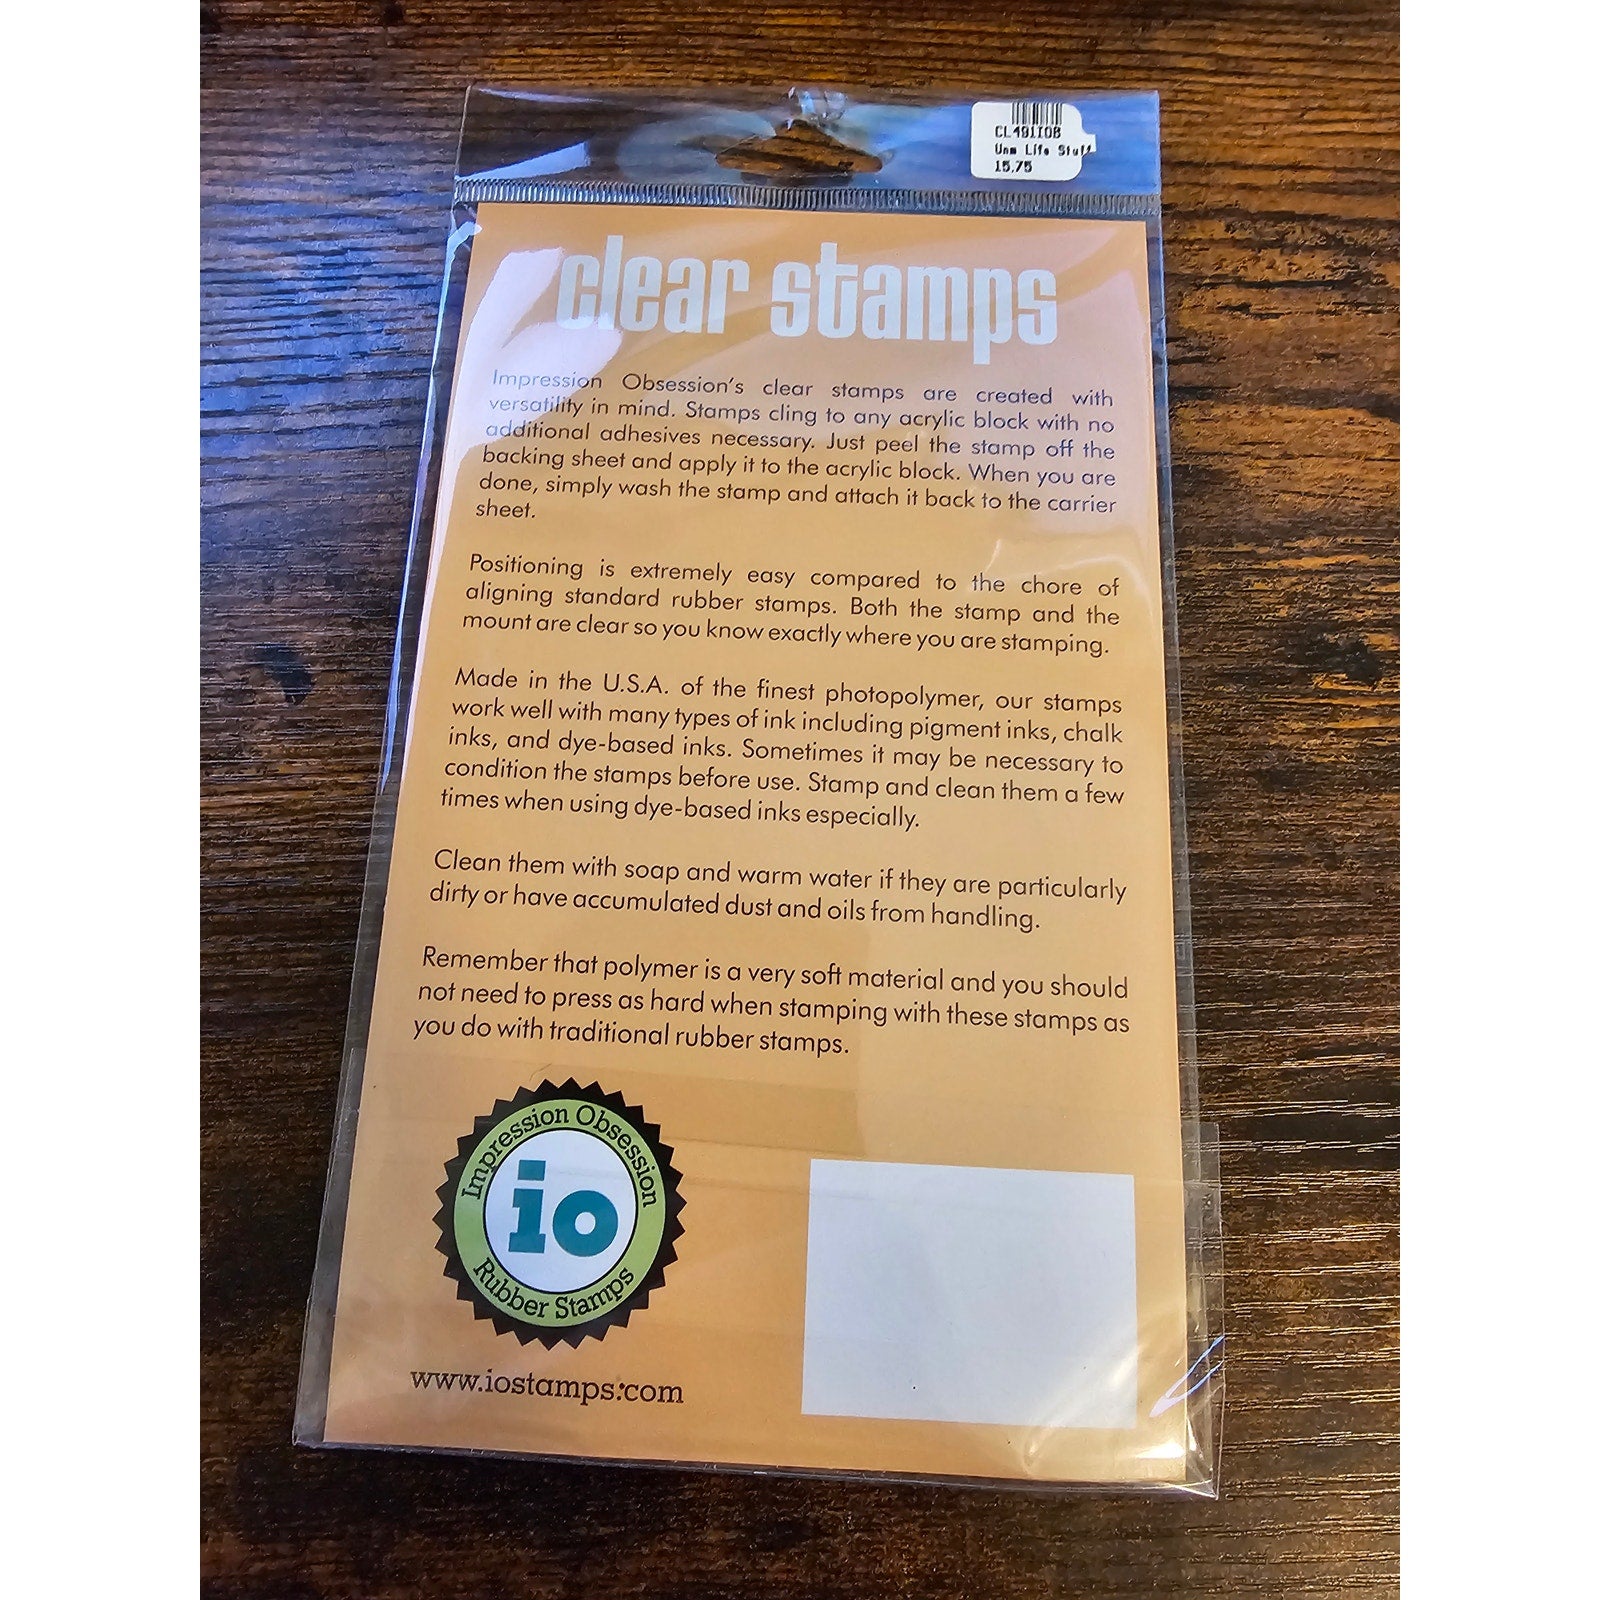 CL491IOB
Unm Life Stuff
15.75
clear stamps
Impression Obsession's clear stamps are created with
versatility in mind. Stamps cling to any acrylic block with no
additional adhesives necessary. Just peel the stamp off the
backing sheet and apply it to the acrylic block. When you are
done, simply wash the stamp and attach it back to the carrier
sheet.
Positioning is extremely easy compared to the chore of
aligning standard rubber stamps. Both the stamp and the
mount are clear so you know exactly where you are stamping.
Made in the U.S.A. of the finest photopolymer, our stamps
work well with many types of ink including pigment inks, chalk
inks, and dye-based inks. Sometimes it may be necessary to
condition the stamps before use. Stamp and clean them a few
times when using dye-based inks especially.
Clean them with soap and warm water if they are particularly
dirty or have accumulated dust and oils from handling.
Remember that polymer is a very soft material and you should
not need to press as hard when stamping with these stamps as
you do with traditional rubber stamps.
Impression Obsession
io
Rubber Stamps
www.iostamps.com